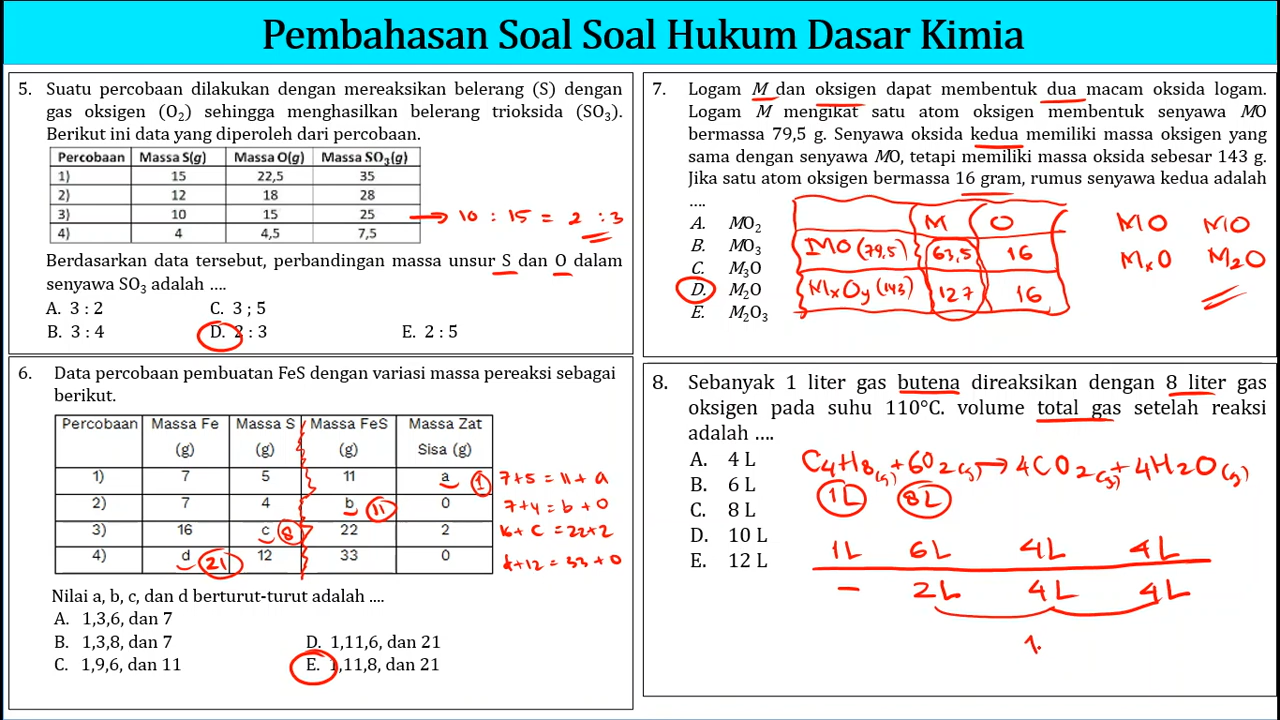 Pembahasan Soal Soal Hukum Dasar Kimia
5. Suatu percobaan dilakukan dengan mereaksikan belerang (S) dengan
gas oksigen (O₂) sehingga menghasilkan belerang trioksida (SO₃).
Berikut ini data yang diperoleh dari percobaan.
Percobaan Massa S(g) Massa O(g) Massa SO₃(g)
1) 15 22,5 35
2) 12 18 28
3) 10 15 25 → 10 : 15 = 2 : 3
4) 4 4,5 7,5
Berdasarkan data tersebut, perbandingan massa unsur S dan O dalam
senyawa SO₃ adalah ....
A. 3 : 2 C. 3 ; 5
B. 3 : 4 D. 2 : 3 E. 2 : 5
6. Data percobaan pembuatan FeS dengan variasi massa pereaksi sebagai
berikut.
Percobaan Massa Fe Massa S Massa FeS Massa Zat
(g) (g) (g) Sisa (g)
1) 7 5 11 a 1 7+5 = 11 + a
2) 7 4 b 11 0 7+4 = b + 0
3) 16 c 8 22 2 16 + c = 22+2
4) d 21 12 33 0 d+12 = 33 + 0
Nilai a, b, c, dan d berturut-turut adalah ....
A. 1,3,6, dan 7
B. 1,3,8, dan 7 D. 1,11,6, dan 21
C. 1,9,6, dan 11 E. 1,11,8, dan 21
7. Logam M dan oksigen dapat membentuk dua macam oksida logam.
Logam M mengikat satu atom oksigen membentuk senyawa MO
bermassa 79,5 g. Senyawa oksida kedua memiliki massa oksigen yang
sama dengan senyawa MO, tetapi memiliki massa oksida sebesar 143 g.
Jika satu atom oksigen bermassa 16 gram, rumus senyawa kedua adalah
....
A. MO₂
B. MO₃
C. M₃O
D. M₂O
E. M₂O₃
M O
MO (79,5) 63,5 16
MxOy (143) 127 16
MO MO
MxO M2O
8. Sebanyak 1 liter gas butena direaksikan dengan 8 liter gas
oksigen pada suhu 110°C. volume total gas setelah reaksi
adalah ....
A. 4 L
B. 6 L
C. 8 L
D. 10 L
E. 12 L
C4H8(g) + 6O2(g) → 4CO2(g) + 4H2O(g)
1L 8L
1L 6L 4L 4L
– 2L 4L 4L
1